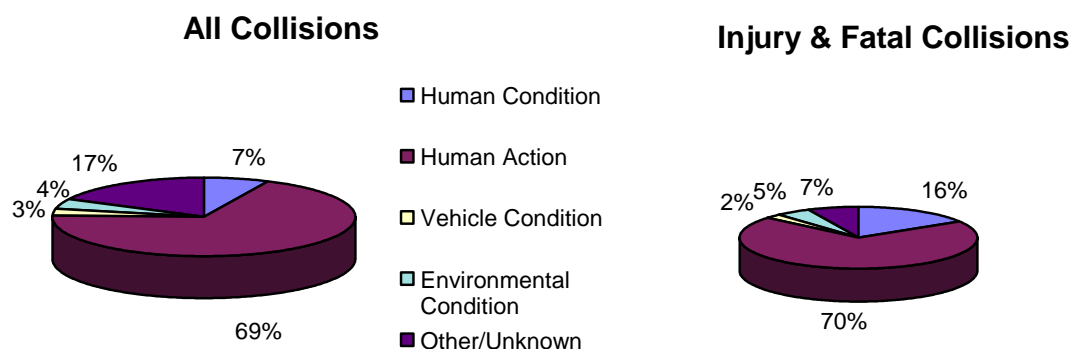 All Collisions
17%
7%
4%
3%
69%
Human Condition
Human Action
Vehicle Condition
Environmental
Condition
Other/Unknown
Injury & Fatal Collisions
2%
5%
7%
16%
70%